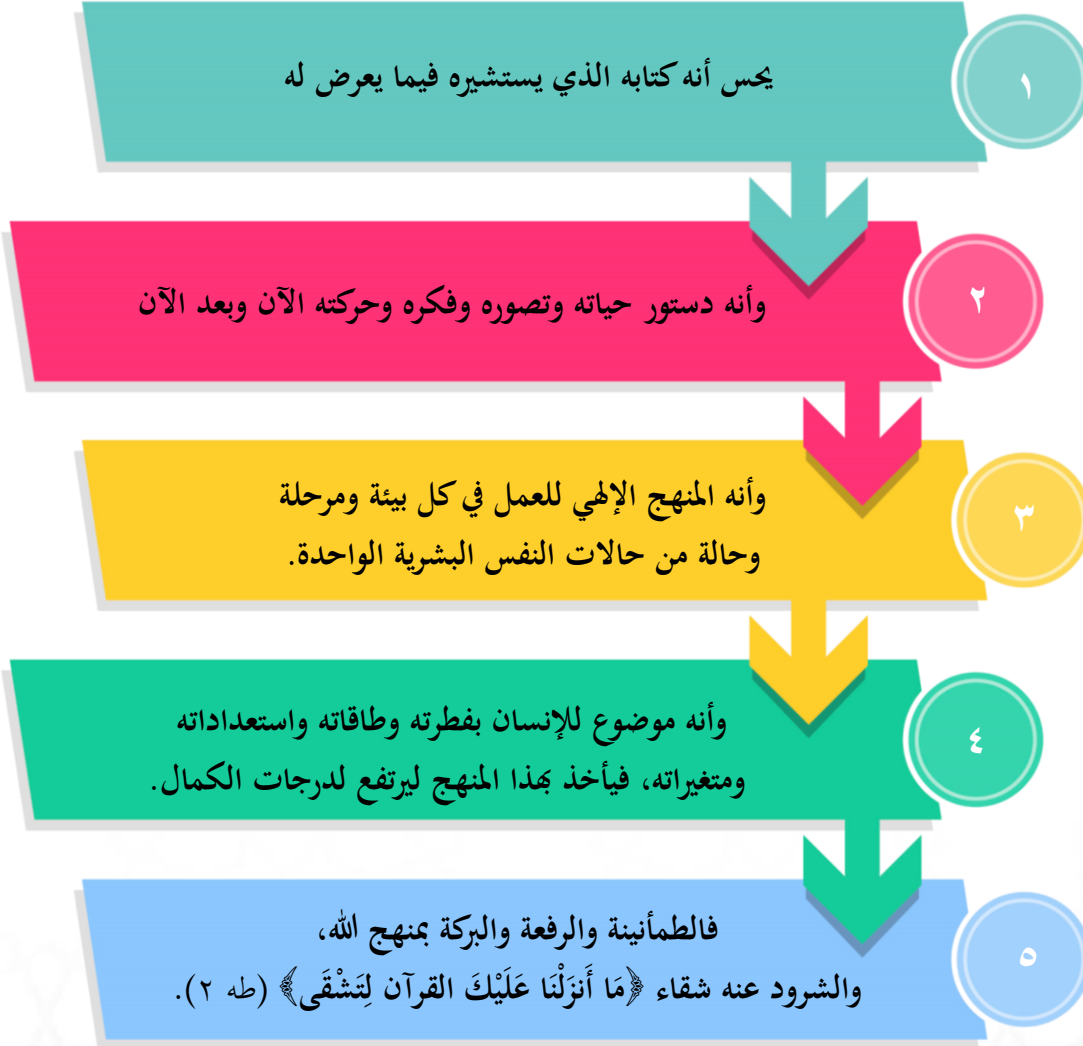 ١
يحس أنه كتابه الذي يستشيره فيما يعرض له
٢
وأنه دستور حياته وتصوره وفكره وحركته الآن وبعد الآن
٣
وأنه المنهج الإلهي للعمل في كل بيئة ومرحلة
وحالة من حالات النفس البشرية الواحدة.
٤
وأنه موضوع للإنسان بفطرته وطاقاته واستعداداته
ومتغيراته، فيأخذ بهذا المنهج ليرتفع لدرجات الكمال.
٥
فالطمأنينة والرفعة والبركة بمنهج الله،
والشرود عنه شقاء ﴿مَا أَنزَلْنَا عَلَيْكَ القرآن لِتَشْقَى﴾ (طه ٢).